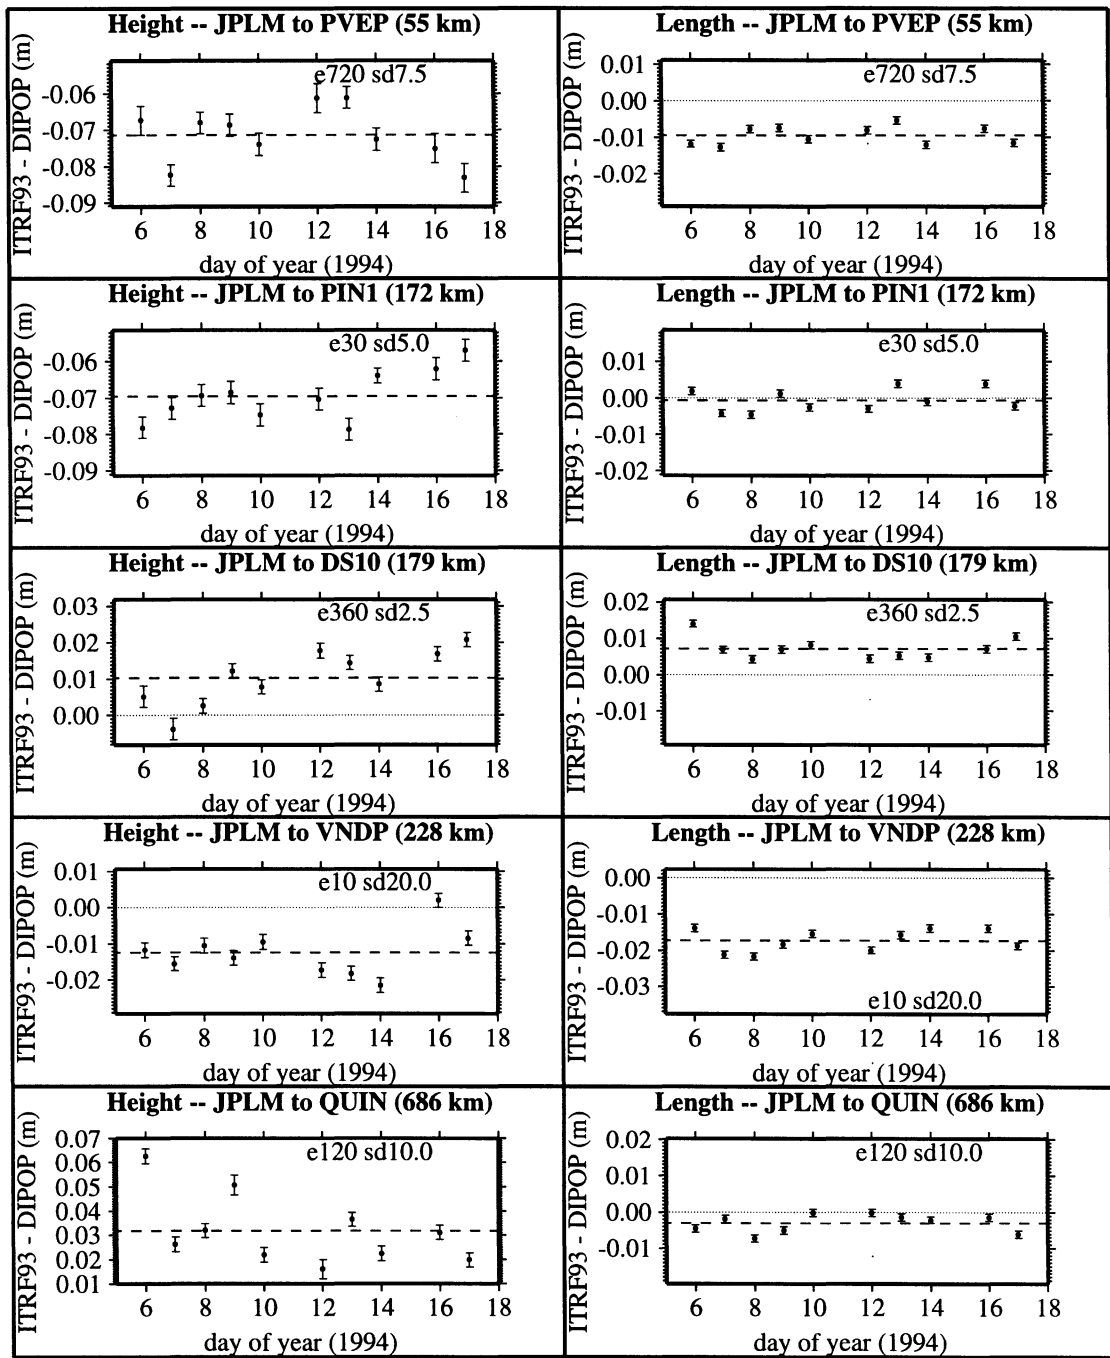 Height -- JPLM to PVEP (55 km)
ITRF93 - DIPOP (m)
e720 sd7.5
-0.06
-0.07
-0.08
-0.09
6 8 10 12 14 16 18
day of year (1994)
Length -- JPLM to PVEP (55 km)
ITRF93 - DIPOP (m)
e720 sd7.5
0.01
0.00
-0.01
-0.02
6 8 10 12 14 16 18
day of year (1994)
Height -- JPLM to PIN1 (172 km)
ITRF93 - DIPOP (m)
e30 sd5.0
-0.06
-0.07
-0.08
-0.09
6 8 10 12 14 16 18
day of year (1994)
Length -- JPLM to PIN1 (172 km)
ITRF93 - DIPOP (m)
e30 sd5.0
0.01
0.00
-0.01
-0.02
6 8 10 12 14 16 18
day of year (1994)
Height -- JPLM to DS10 (179 km)
ITRF93 - DIPOP (m)
e360 sd2.5
0.03
0.02
0.01
0.00
6 8 10 12 14 16 18
day of year (1994)
Length -- JPLM to DS10 (179 km)
ITRF93 - DIPOP (m)
e360 sd2.5
0.02
0.01
0.00
-0.01
6 8 10 12 14 16 18
day of year (1994)
Height -- JPLM to VNDP (228 km)
ITRF93 - DIPOP (m)
e10 sd20.0
0.01
0.00
-0.01
-0.02
6 8 10 12 14 16 18
day of year (1994)
Length -- JPLM to VNDP (228 km)
ITRF93 - DIPOP (m)
0.00
-0.01
-0.02
-0.03
e10 sd20.0
6 8 10 12 14 16 18
day of year (1994)
Height -- JPLM to QUIN (686 km)
ITRF93 - DIPOP (m)
e120 sd10.0
0.07
0.06
0.05
0.04
0.03
0.02
0.01
6 8 10 12 14 16 18
day of year (1994)
Length -- JPLM to QUIN (686 km)
ITRF93 - DIPOP (m)
e120 sd10.0
0.02
0.00
-0.01
6 8 10 12 14 16 18
day of year (1994)